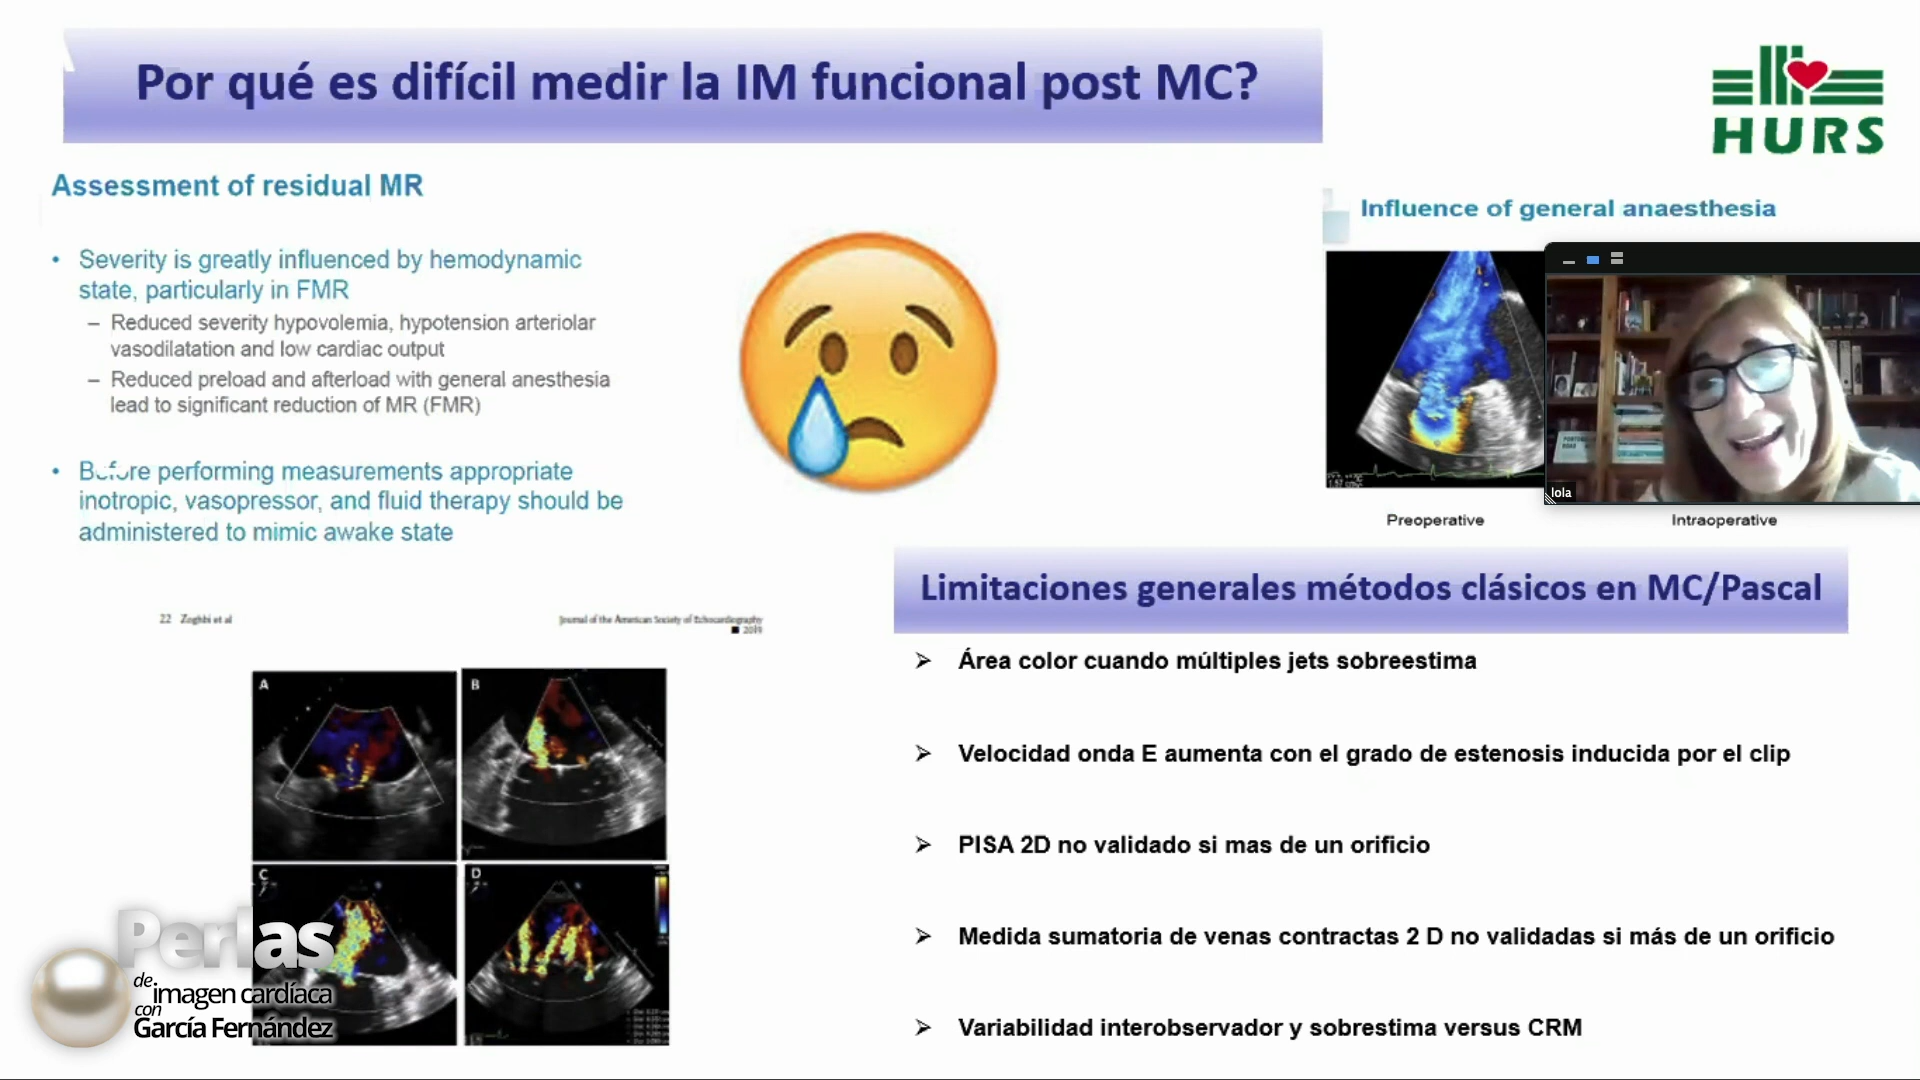 Por qué es difícil medir la IM funcional post MC?
HURS
Assessment of residual MR
• Severity is greatly influenced by hemodynamic
state, particularly in FMR
– Reduced severity hypovolemia, hypotension arteriolar
vasodilatation and low cardiac output
– Reduced preload and afterload with general anesthesia
lead to significant reduction of MR (FMR)
• Before performing measurements appropriate
inotropic, vasopressor, and fluid therapy should be
administered to mimic awake state
Influence of general anaesthesia
lola
Preoperative
Intraoperative
22 Zoghbi et al
Journal of the American Society of Echocardiography
2019
A
B
C
D
Limitaciones generales métodos clásicos en MC/Pascal
➢ Área color cuando múltiples jets sobreestima
➢ Velocidad onda E aumenta con el grado de estenosis inducida por el clip
➢ PISA 2D no validado si mas de un orificio
➢ Medida sumatoria de venas contractas 2 D no validadas si más de un orificio
➢ Variabilidad interobservador y sobrestima versus CRM
Perlas
de
imagen cardíaca
con
García Fernández